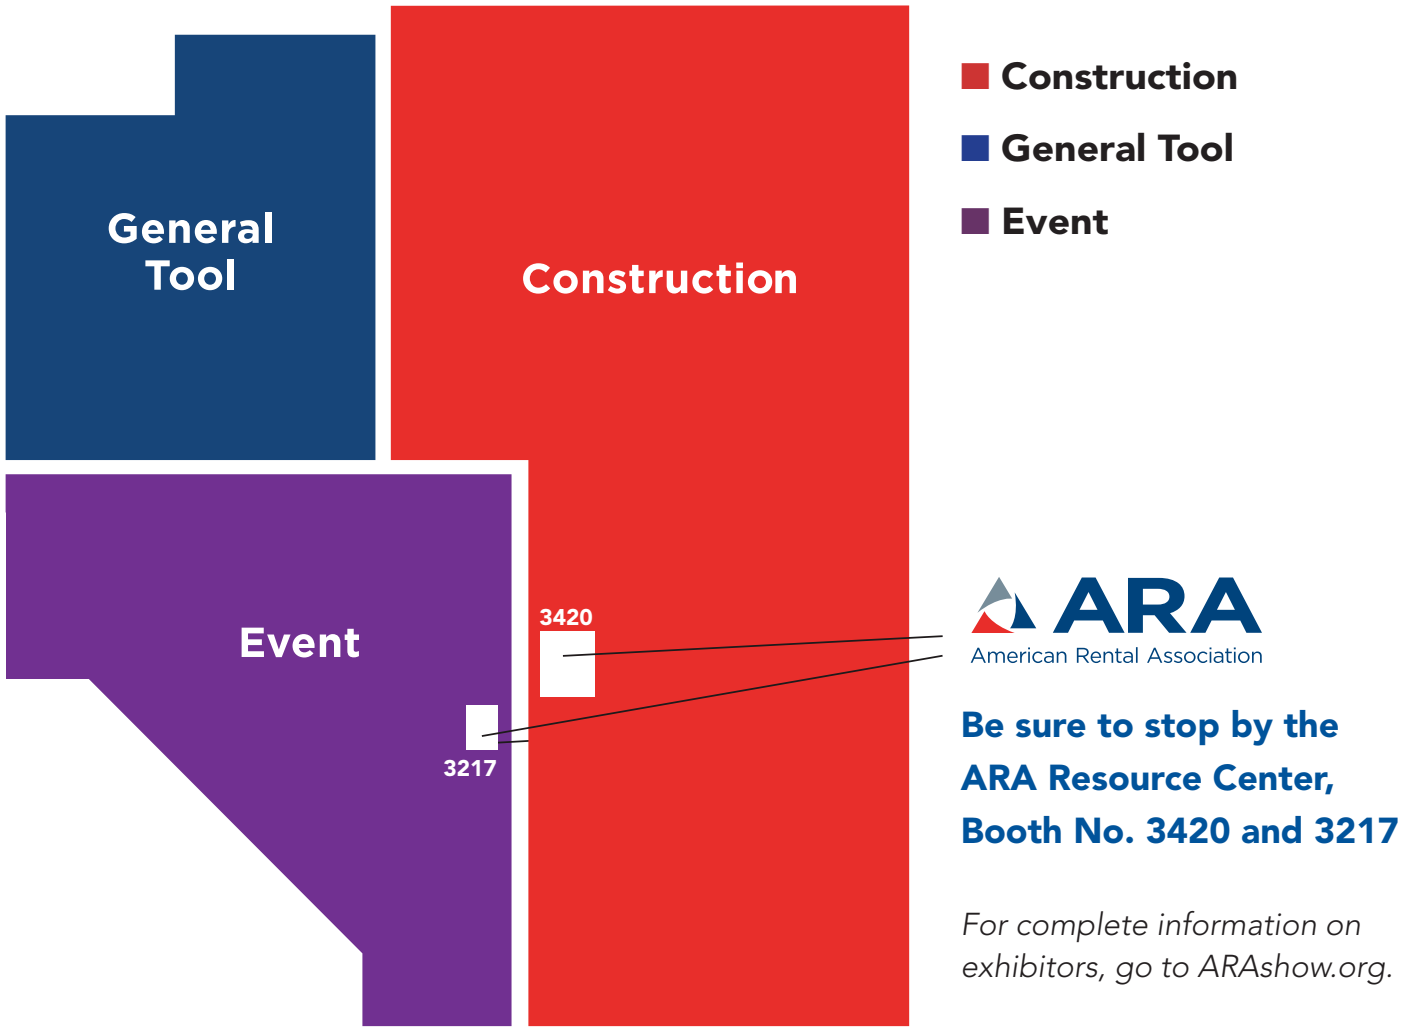 General
Tool
Construction
Event
3420
3217
Construction
General Tool
Event
ARA
American Rental Association
Be sure to stop by the
ARA Resource Center,
Booth No. 3420 and 3217
For complete information on
exhibitors, go to ARAshow.org.